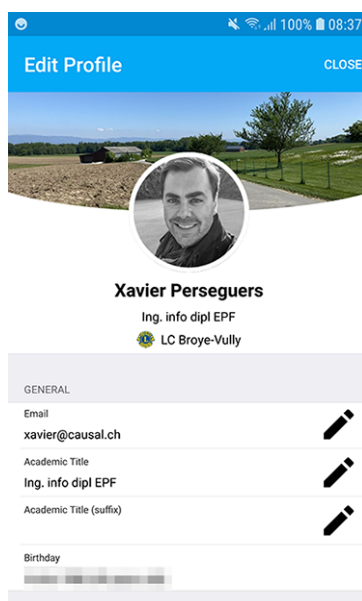 100% 08:37
Edit Profile
CLOSE
Xavier Perseguers
Ing. info dipl EPF
LC Broye-Vully
GENERAL
Email
xavier@causal.ch
Academic Title
Ing. info dipl EPF
Academic Title (suffix)
Birthday